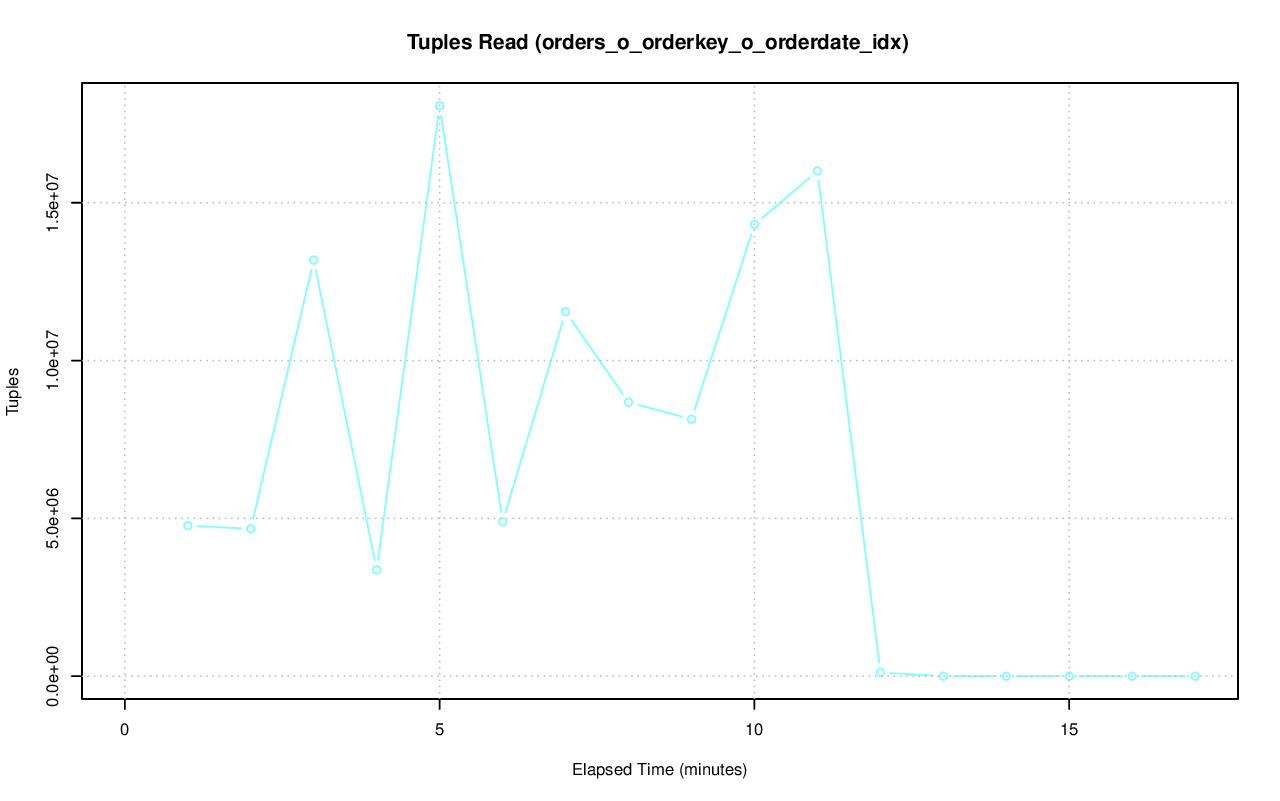 Tuples Read (orders_o_orderkey_o_orderdate_idx)
Tuples
1.5e+07
1.0e+07
5.0e+06
0.0e+00
0 5 10 15
Elapsed Time (minutes)